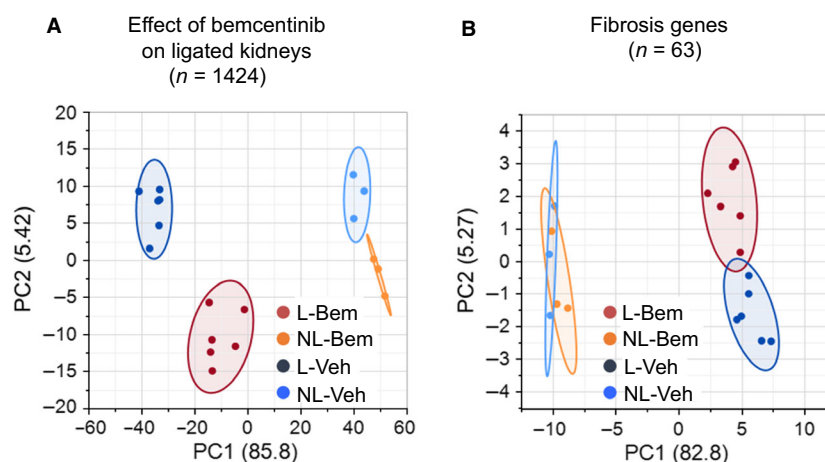 A
Effect of bemcentinib
on ligated kidneys
(n = 1424)
20
15
10
5
0
−5
−10
−15
−20
PC2 (5.42)
L-Bem
NL-Bem
L-Veh
NL-Veh
−60 −40 −20 0 20 40 60
PC1 (85.8)
B
Fibrosis genes
(n = 63)
4
3
2
1
0
−1
−2
−3
−4
PC2 (5.27)
L-Bem
NL-Bem
L-Veh
NL-Veh
−10 −5 0 5 10
PC1 (82.8)